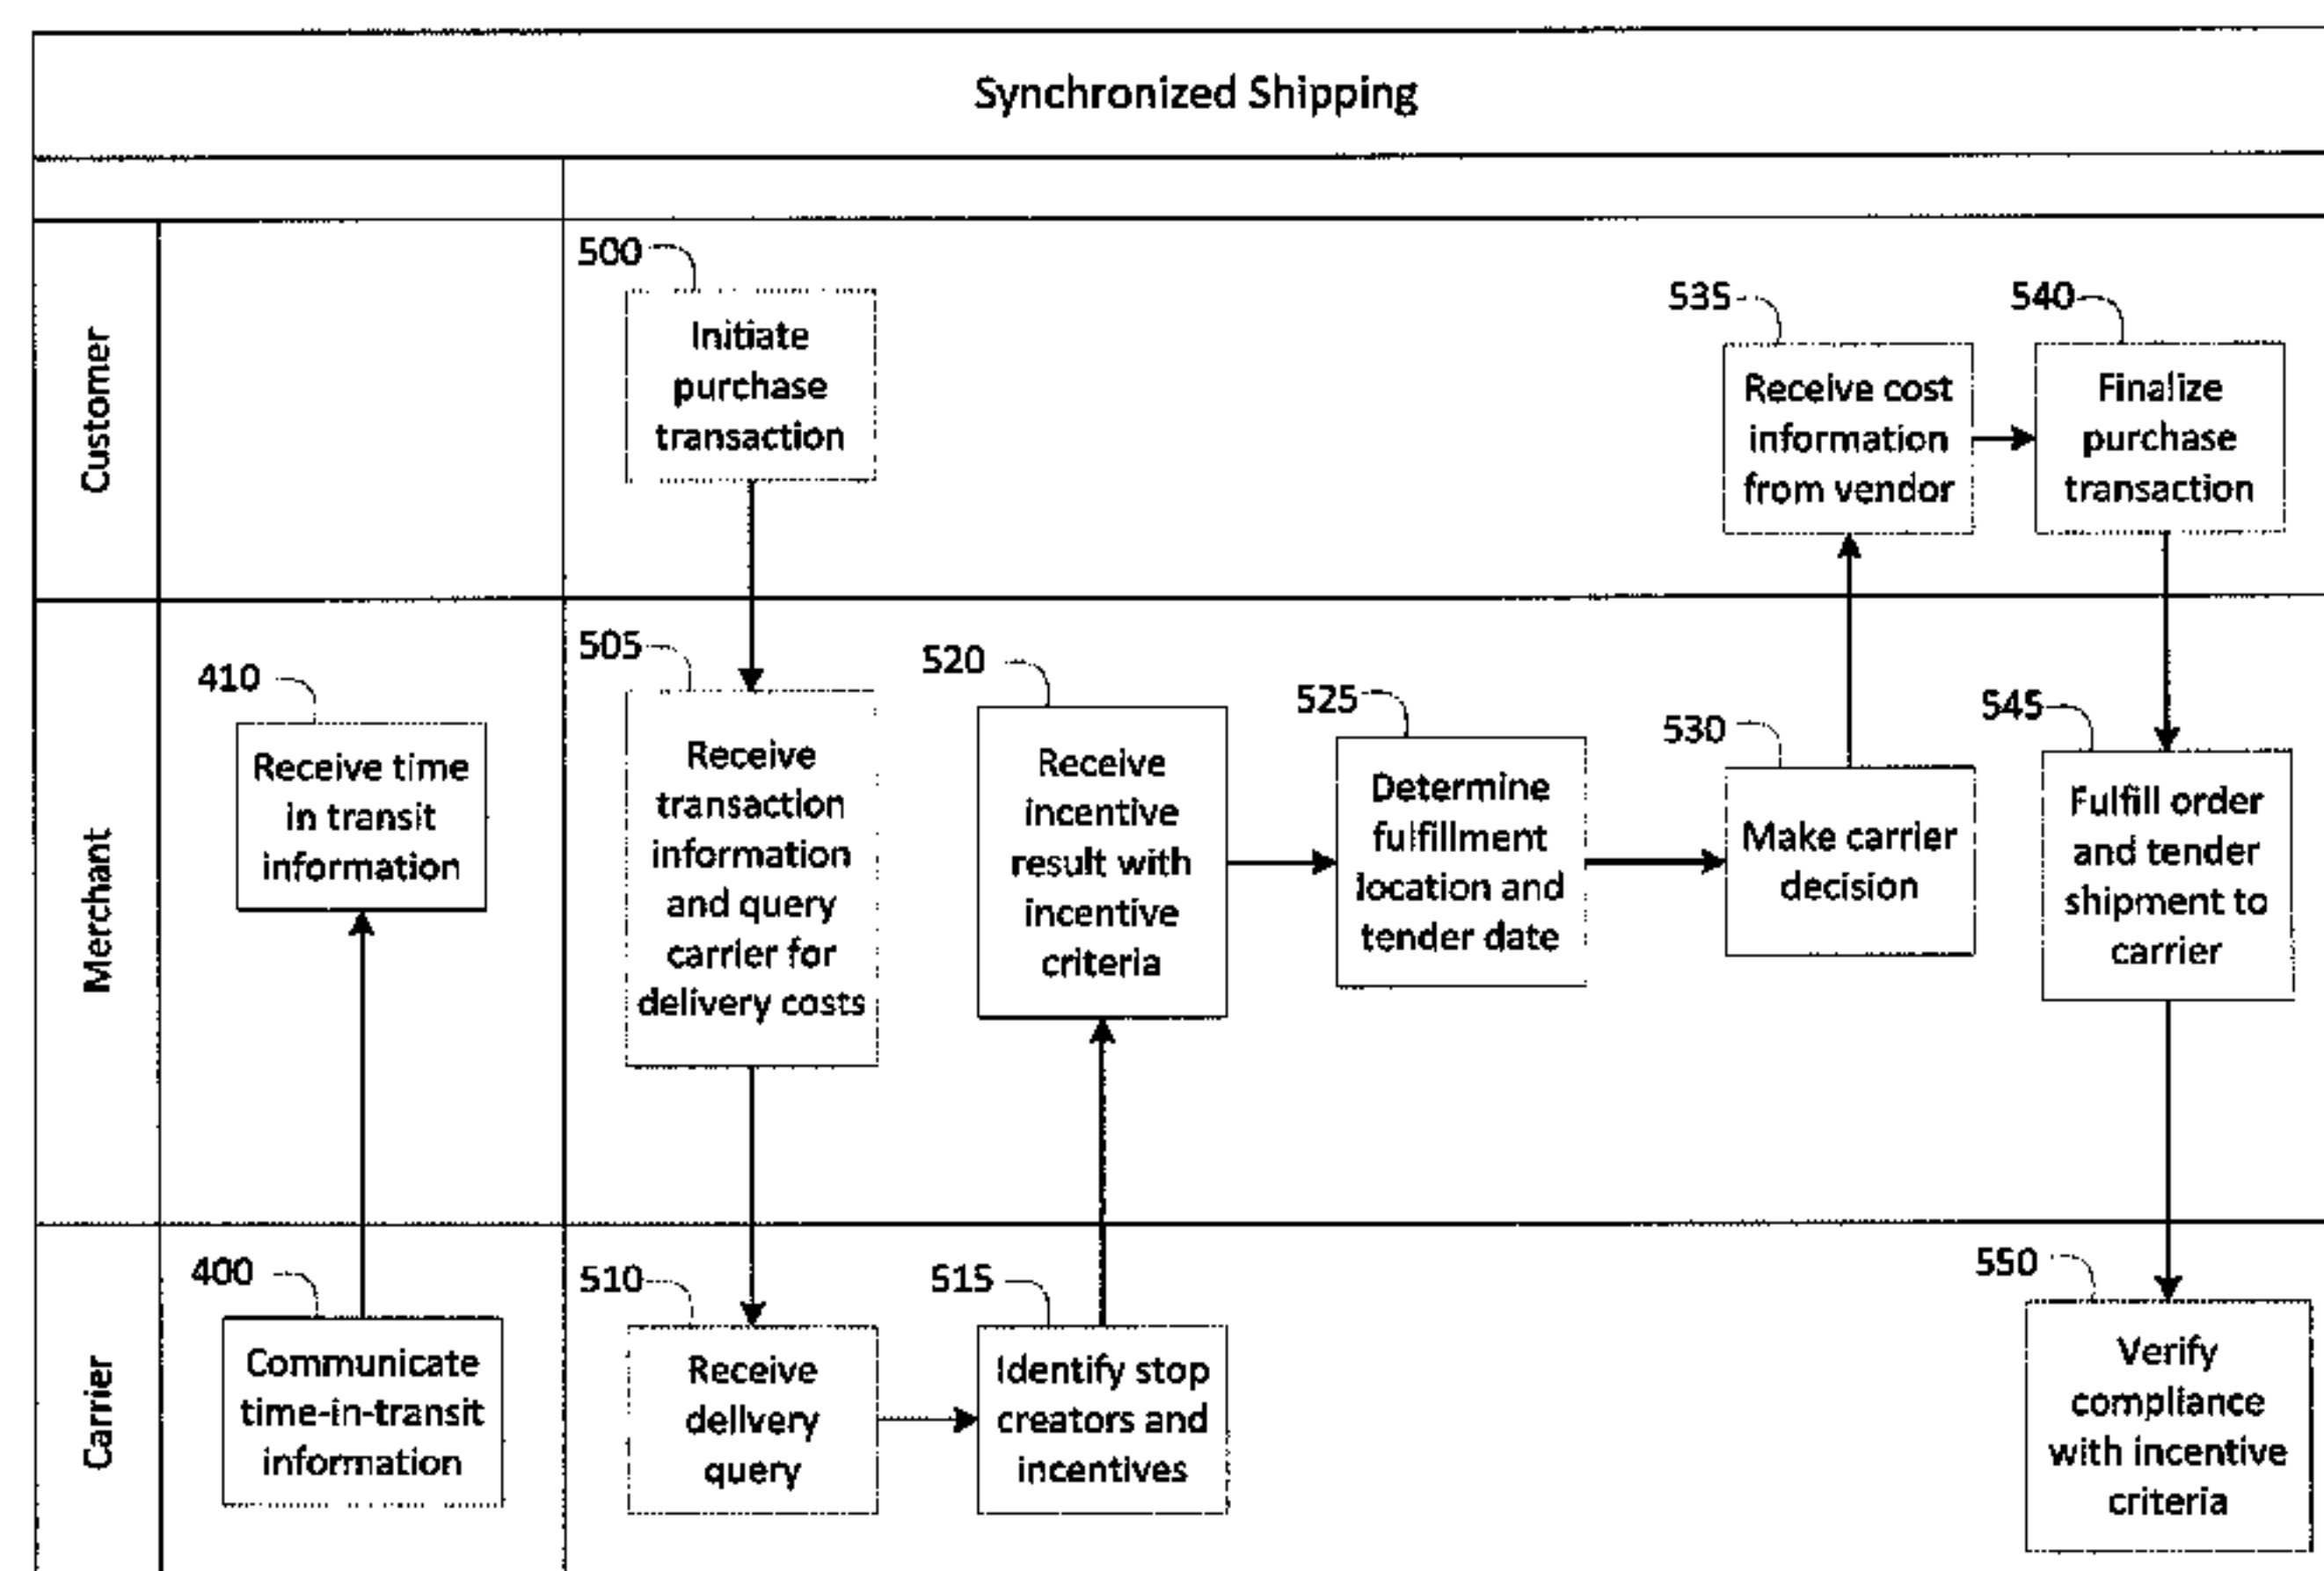 Synchronized Shipping
Customer
500
Initiate
purchase
transaction
535
Receive cost
information
from vendor
540
Finalize
purchase
transaction
Merchant
410
Receive time
in transit
information
505
Receive
transaction
information
and query
carrier for
delivery costs
520
Receive
incentive
result with
incentive
criteria
525
Determine
fulfillment
location and
tender date
530
Make carrier
decision
545
Fulfill order
and tender
shipment to
carrier
Carrier
400
Communicate
time-in-transit
information
510
Receive
delivery
query
515
Identify stop
creators and
incentives
550
Verify
compliance
with incentive
criteria